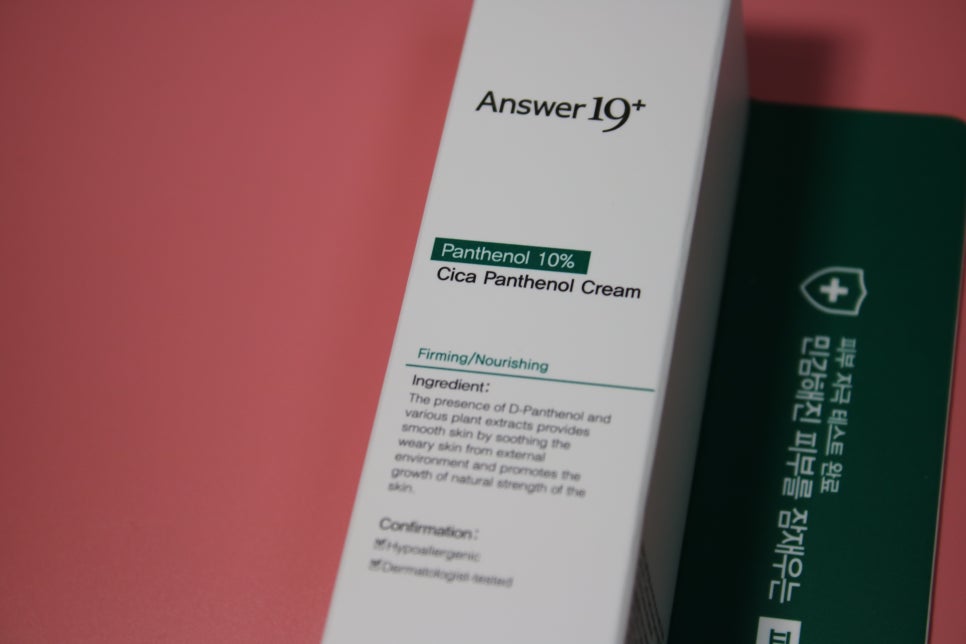 Answer 19+
Panthenol 10%
Cica Panthenol Cream
Firming/Nourishing
Ingredient:
The presence of D-Panthenol and
various plant extracts provides
smooth skin by soothing the
weary skin from external
environment and promotes the
growth of natural strength of the
skin.
Confirmation:
Hypoallergenic
Dermatologist-tested
피부 자극 테스트 완료
민감해진 피부를 잠재우는